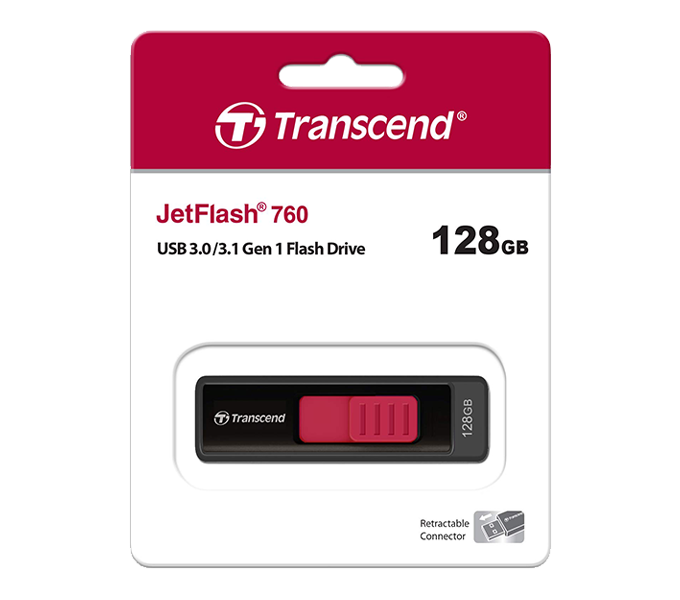 Transcend®
JetFlash® 760
USB 3.0/3.1 Gen 1 Flash Drive
128GB
Transcend
128GB
Retractable
Connector